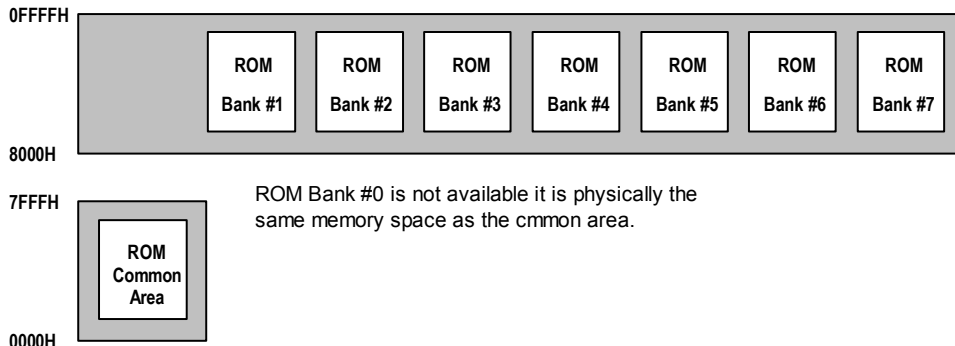 0FFFFH
ROM
Bank #1
ROM
Bank #2
ROM
Bank #3
ROM
Bank #4
ROM
Bank #5
ROM
Bank #6
ROM
Bank #7
8000H
7FFFH
ROM Bank #0 is not available it is physically the
same memory space as the cmmon area.
ROM
Common
Area
0000H